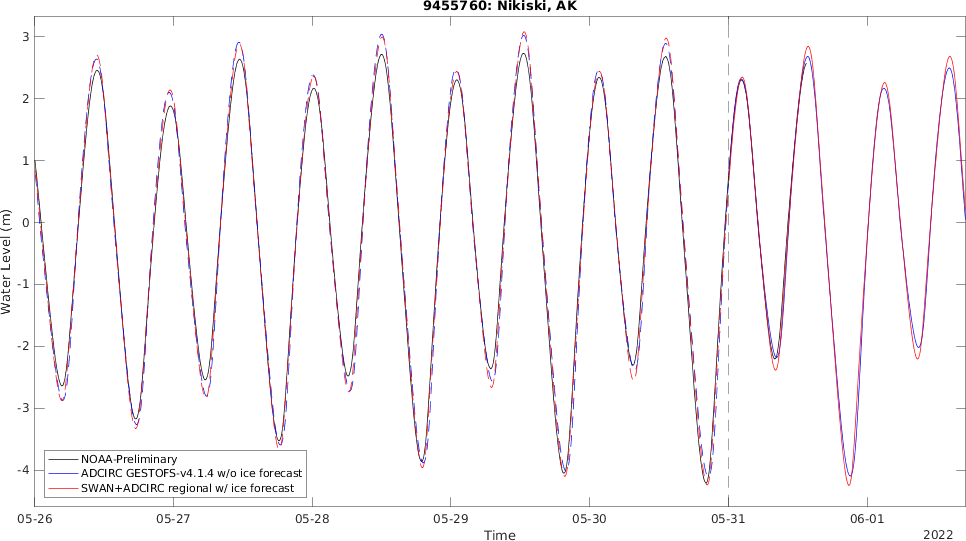 9455760: Nikiski, AK
Water Level (m)
3
2
1
0
-1
-2
-3
-4
NOAA-Preliminary
ADCIRC GESTOFS-v4.1.4 w/o ice forecast
SWAN+ADCIRC regional w/ ice forecast
05-26
05-27
05-28
05-29
05-30
05-31
06-01
Time
2022